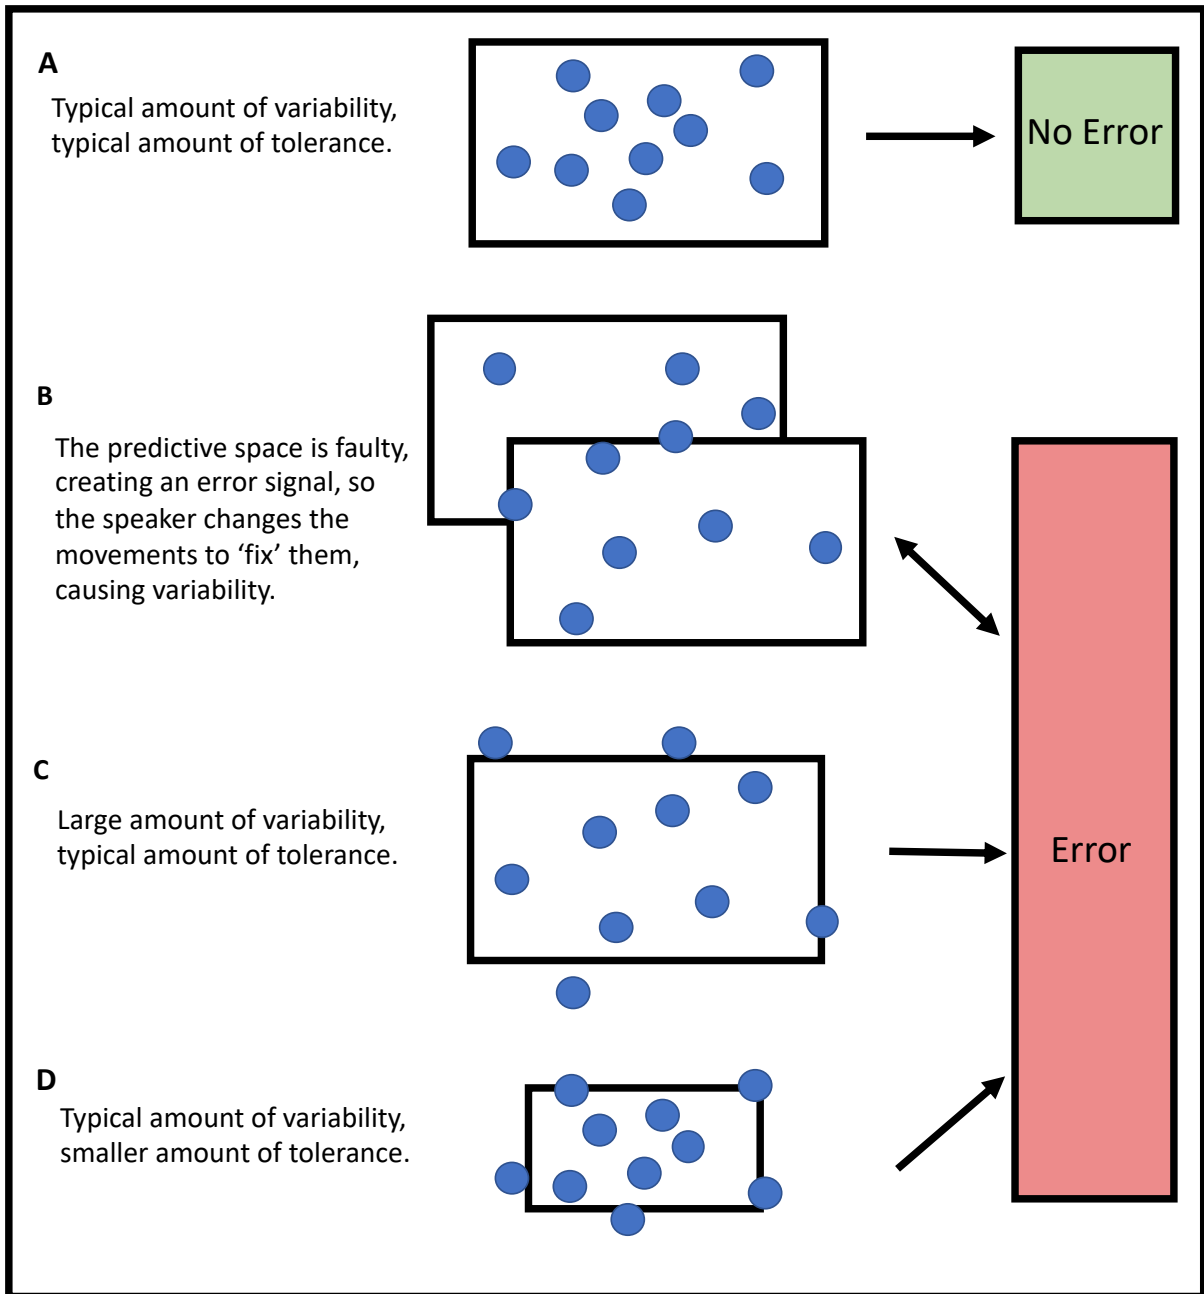 A
Typical amount of variability,
typical amount of tolerance.
No Error
B
The predictive space is faulty,
creating an error signal, so
the speaker changes the
movements to ‘fix’ them,
causing variability.
C
Large amount of variability,
typical amount of tolerance.
Error
D
Typical amount of variability,
smaller amount of tolerance.